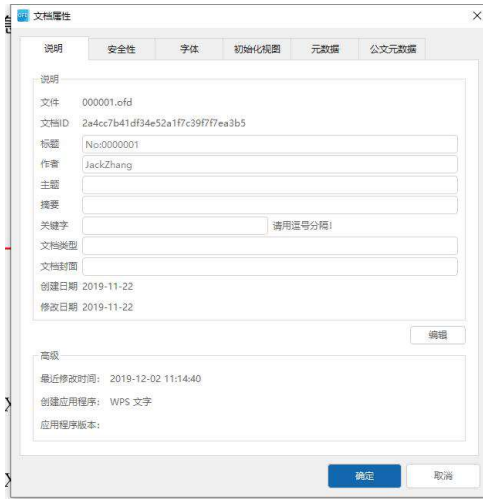 文档属性
说明 安全性 字体 初始化视图 元数据 公文元数据
说明
文件 000001.ofd
文档ID 2a4cc7b41df34e52a1f7c39f7f7ea3b5
标题 No:0000001
作者 JackZhang
主题
摘要
关键字 请用逗号分隔!
文档类型
文档封面
创建日期 2019-11-22
修改日期 2019-11-22
编辑
高级
最近修改时间: 2019-12-02 11:14:40
创建应用程序: WPS 文字
应用程序版本:
确定 取消